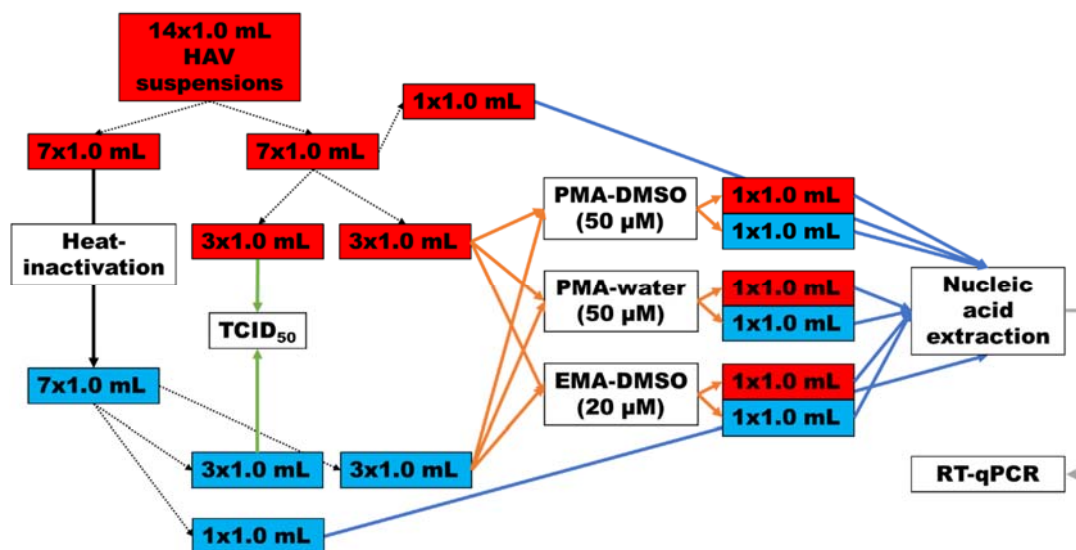 14x1.0 mL
HAV
suspensions
1x1.0 mL
7x1.0 mL
7x1.0 mL
PMA-DMSO
(50 µM)
1x1.0 mL
1x1.0 mL
Heat-
inactivation
3x1.0 mL
3x1.0 mL
PMA-water
(50 µM)
1x1.0 mL
1x1.0 mL
Nucleic
acid
extraction
TCID₅₀
7x1.0 mL
EMA-DMSO
(20 µM)
1x1.0 mL
1x1.0 mL
3x1.0 mL
3x1.0 mL
RT-qPCR
1x1.0 mL